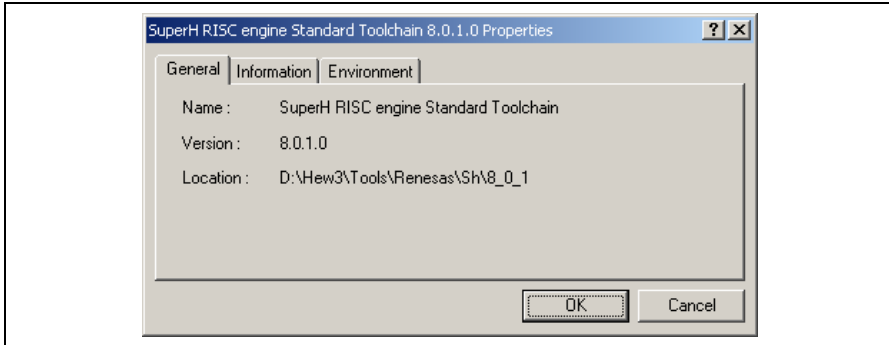 SuperH RISC engine Standard Toolchain 8.0.1.0 Properties
General Information Environment
Name : SuperH RISC engine Standard Toolchain
Version : 8.0.1.0
Location : D:\Hew3\Tools\Renesas\Sh\8_0_1
OK Cancel